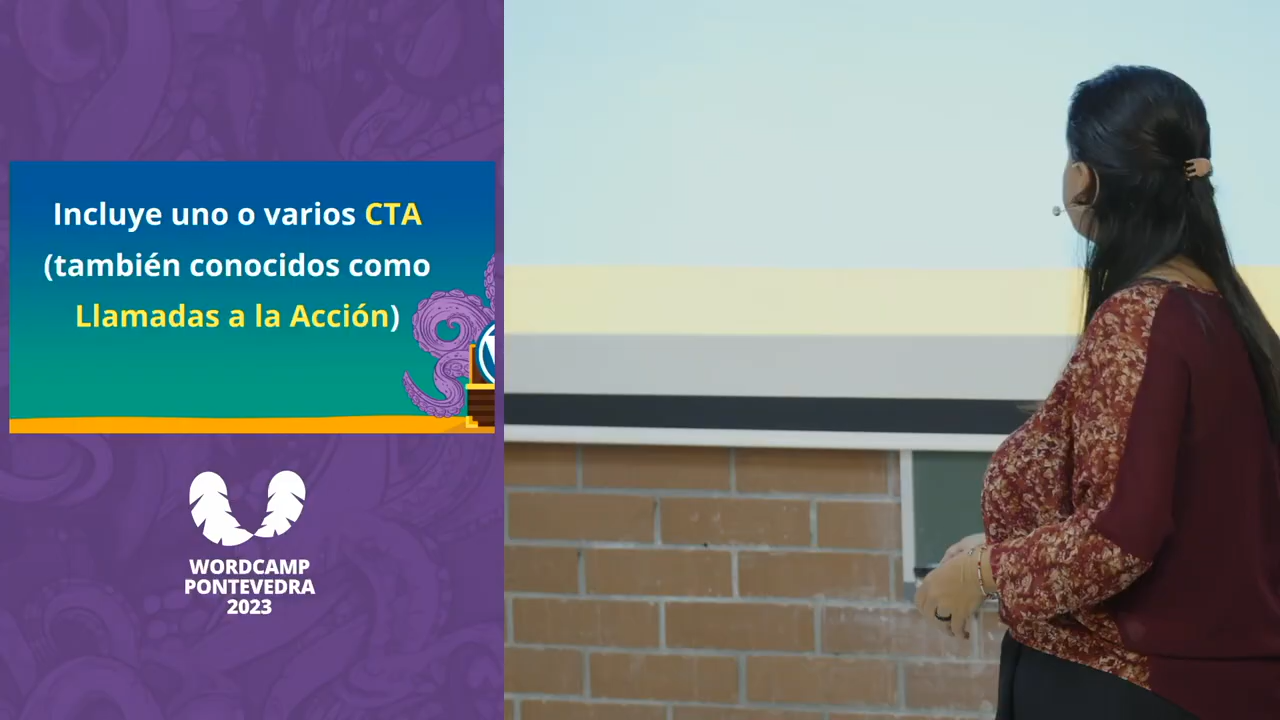 Incluye uno o varios CTA
(también conocidos como
Llamadas a la Acción)
WORDCAMP
PONTEVEDRA
2023